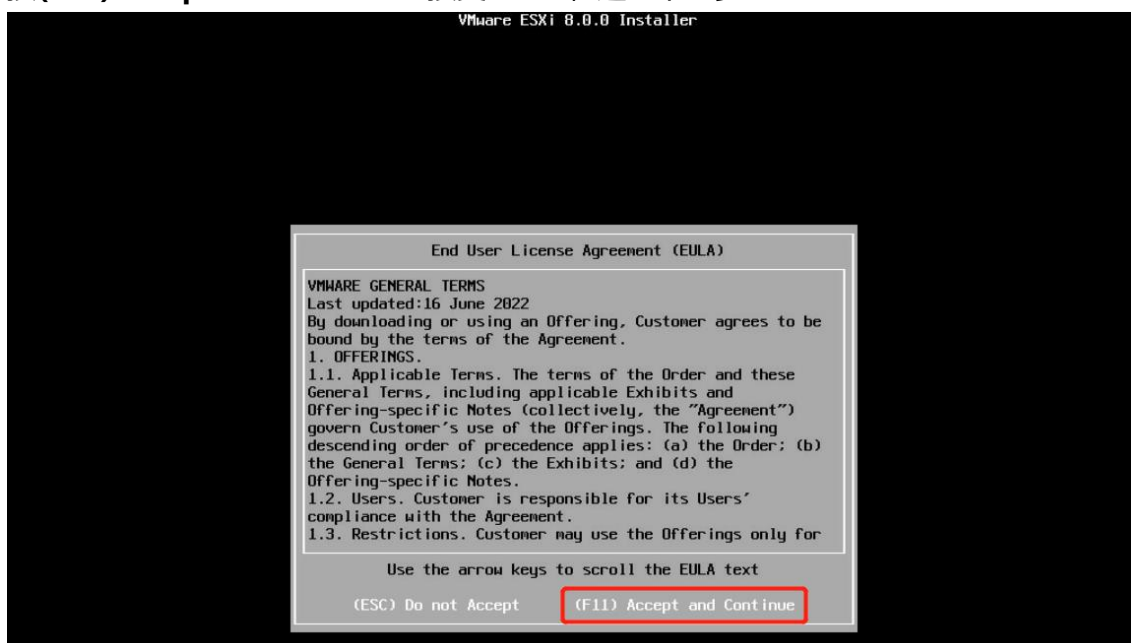 VMware ESXi 8.0.0 Installer
End User License Agreement (EULA)
VMWARE GENERAL TERMS
Last updated:16 June 2022
By downloading or using an Offering, Customer agrees to be
bound by the terms of the Agreement.
1. OFFERINGS.
1.1. Applicable Terms. The terms of the Order and these
General Terms, including applicable Exhibits and
Offering-specific Notes (collectively, the "Agreement")
govern Customer's use of the Offerings. The following
descending order of precedence applies: (a) the Order; (b)
the General Terms; (c) the Exhibits; and (d) the
Offering-specific Notes.
1.2. Users. Customer is responsible for its Users'
compliance with the Agreement.
1.3. Restrictions. Customer may use the Offerings only for
Use the arrow keys to scroll the EULA text
(ESC) Do not Accept (F11) Accept and Continue